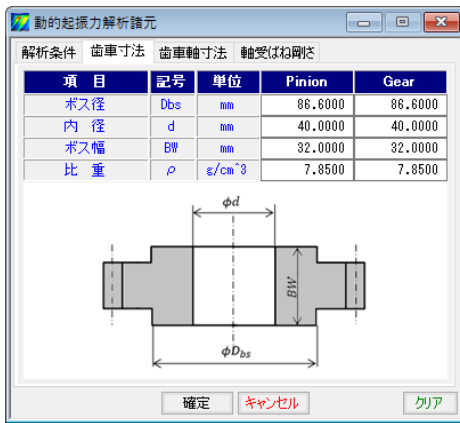 動的起振力解析諸元
解析条件 歯車寸法 歯車軸寸法 軸受ばね剛さ
項 目 記号 単位 Pinion Gear
ボス径 Dbs mm 86.6000 86.6000
内 径 d mm 40.0000 40.0000
ボス幅 BW mm 32.0000 32.0000
比 重 ρ g/cm^3 7.8500 7.8500
ϕd
BW
ϕDbs
確定 キャンセル クリア